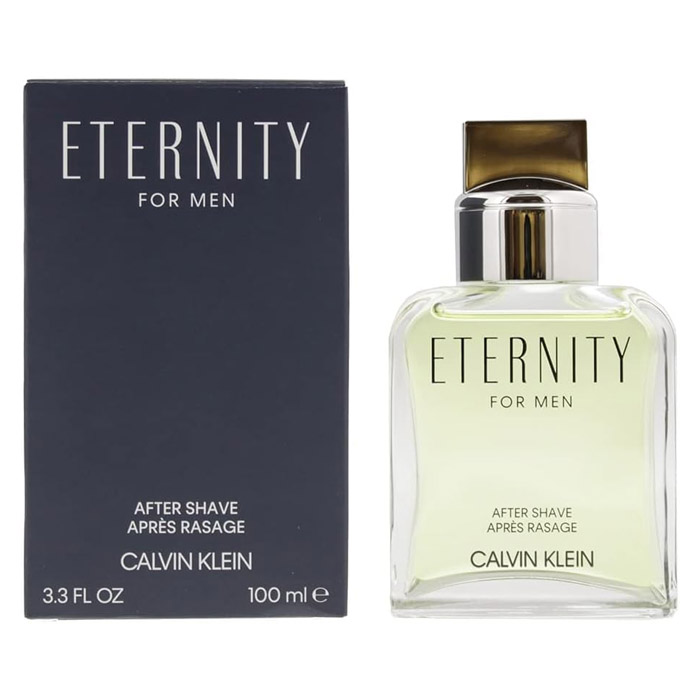 ETERNITY
FOR MEN
AFTER SHAVE
APRÈS RASAGE
CALVIN KLEIN
3.3 FL OZ 100 ml ℮
ETERNITY
FOR MEN
AFTER SHAVE
APRÈS RASAGE
CALVIN KLEIN